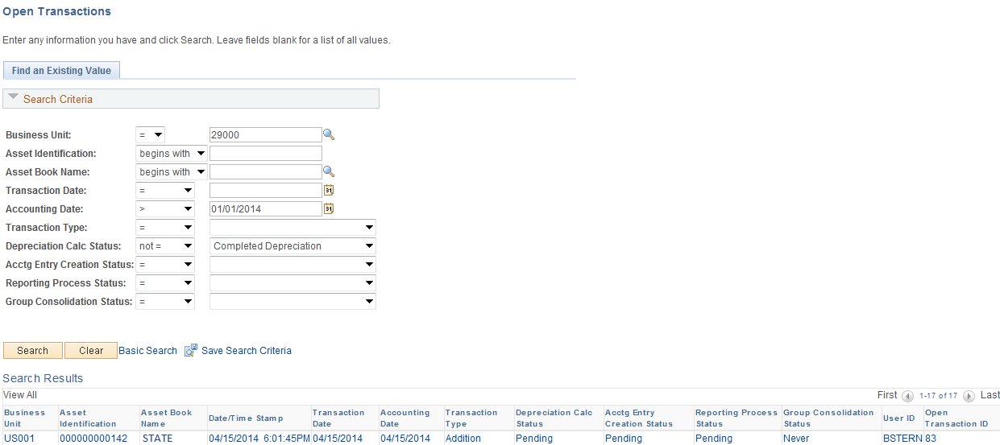 Open Transactions
Enter any information you have and click Search. Leave fields blank for a list of all values.
Find an Existing Value
Search Criteria
Business Unit: = 29000
Asset Identification: begins with
Asset Book Name: begins with
Transaction Date: = 31
Accounting Date: > 01/01/2014 31
Transaction Type: =
Depreciation Calc Status: not = Completed Depreciation
Acctg Entry Creation Status: =
Reporting Process Status: =
Group Consolidation Status: =
Search Clear Basic Search Save Search Criteria
Search Results
View All First 1-17 of 17 Last
Business Unit Asset Identification Asset Book Name Date/Time Stamp Transaction Date Accounting Date Transaction Type Depreciation Calc Status Acctg Entry Creation Status Reporting Process Status Group Consolidation Status User ID Open Transaction ID
US001 000000000142 STATE 04/15/2014 6:01:45PM 04/15/2014 04/15/2014 Addition Pending Pending Pending Never BSTERN 83